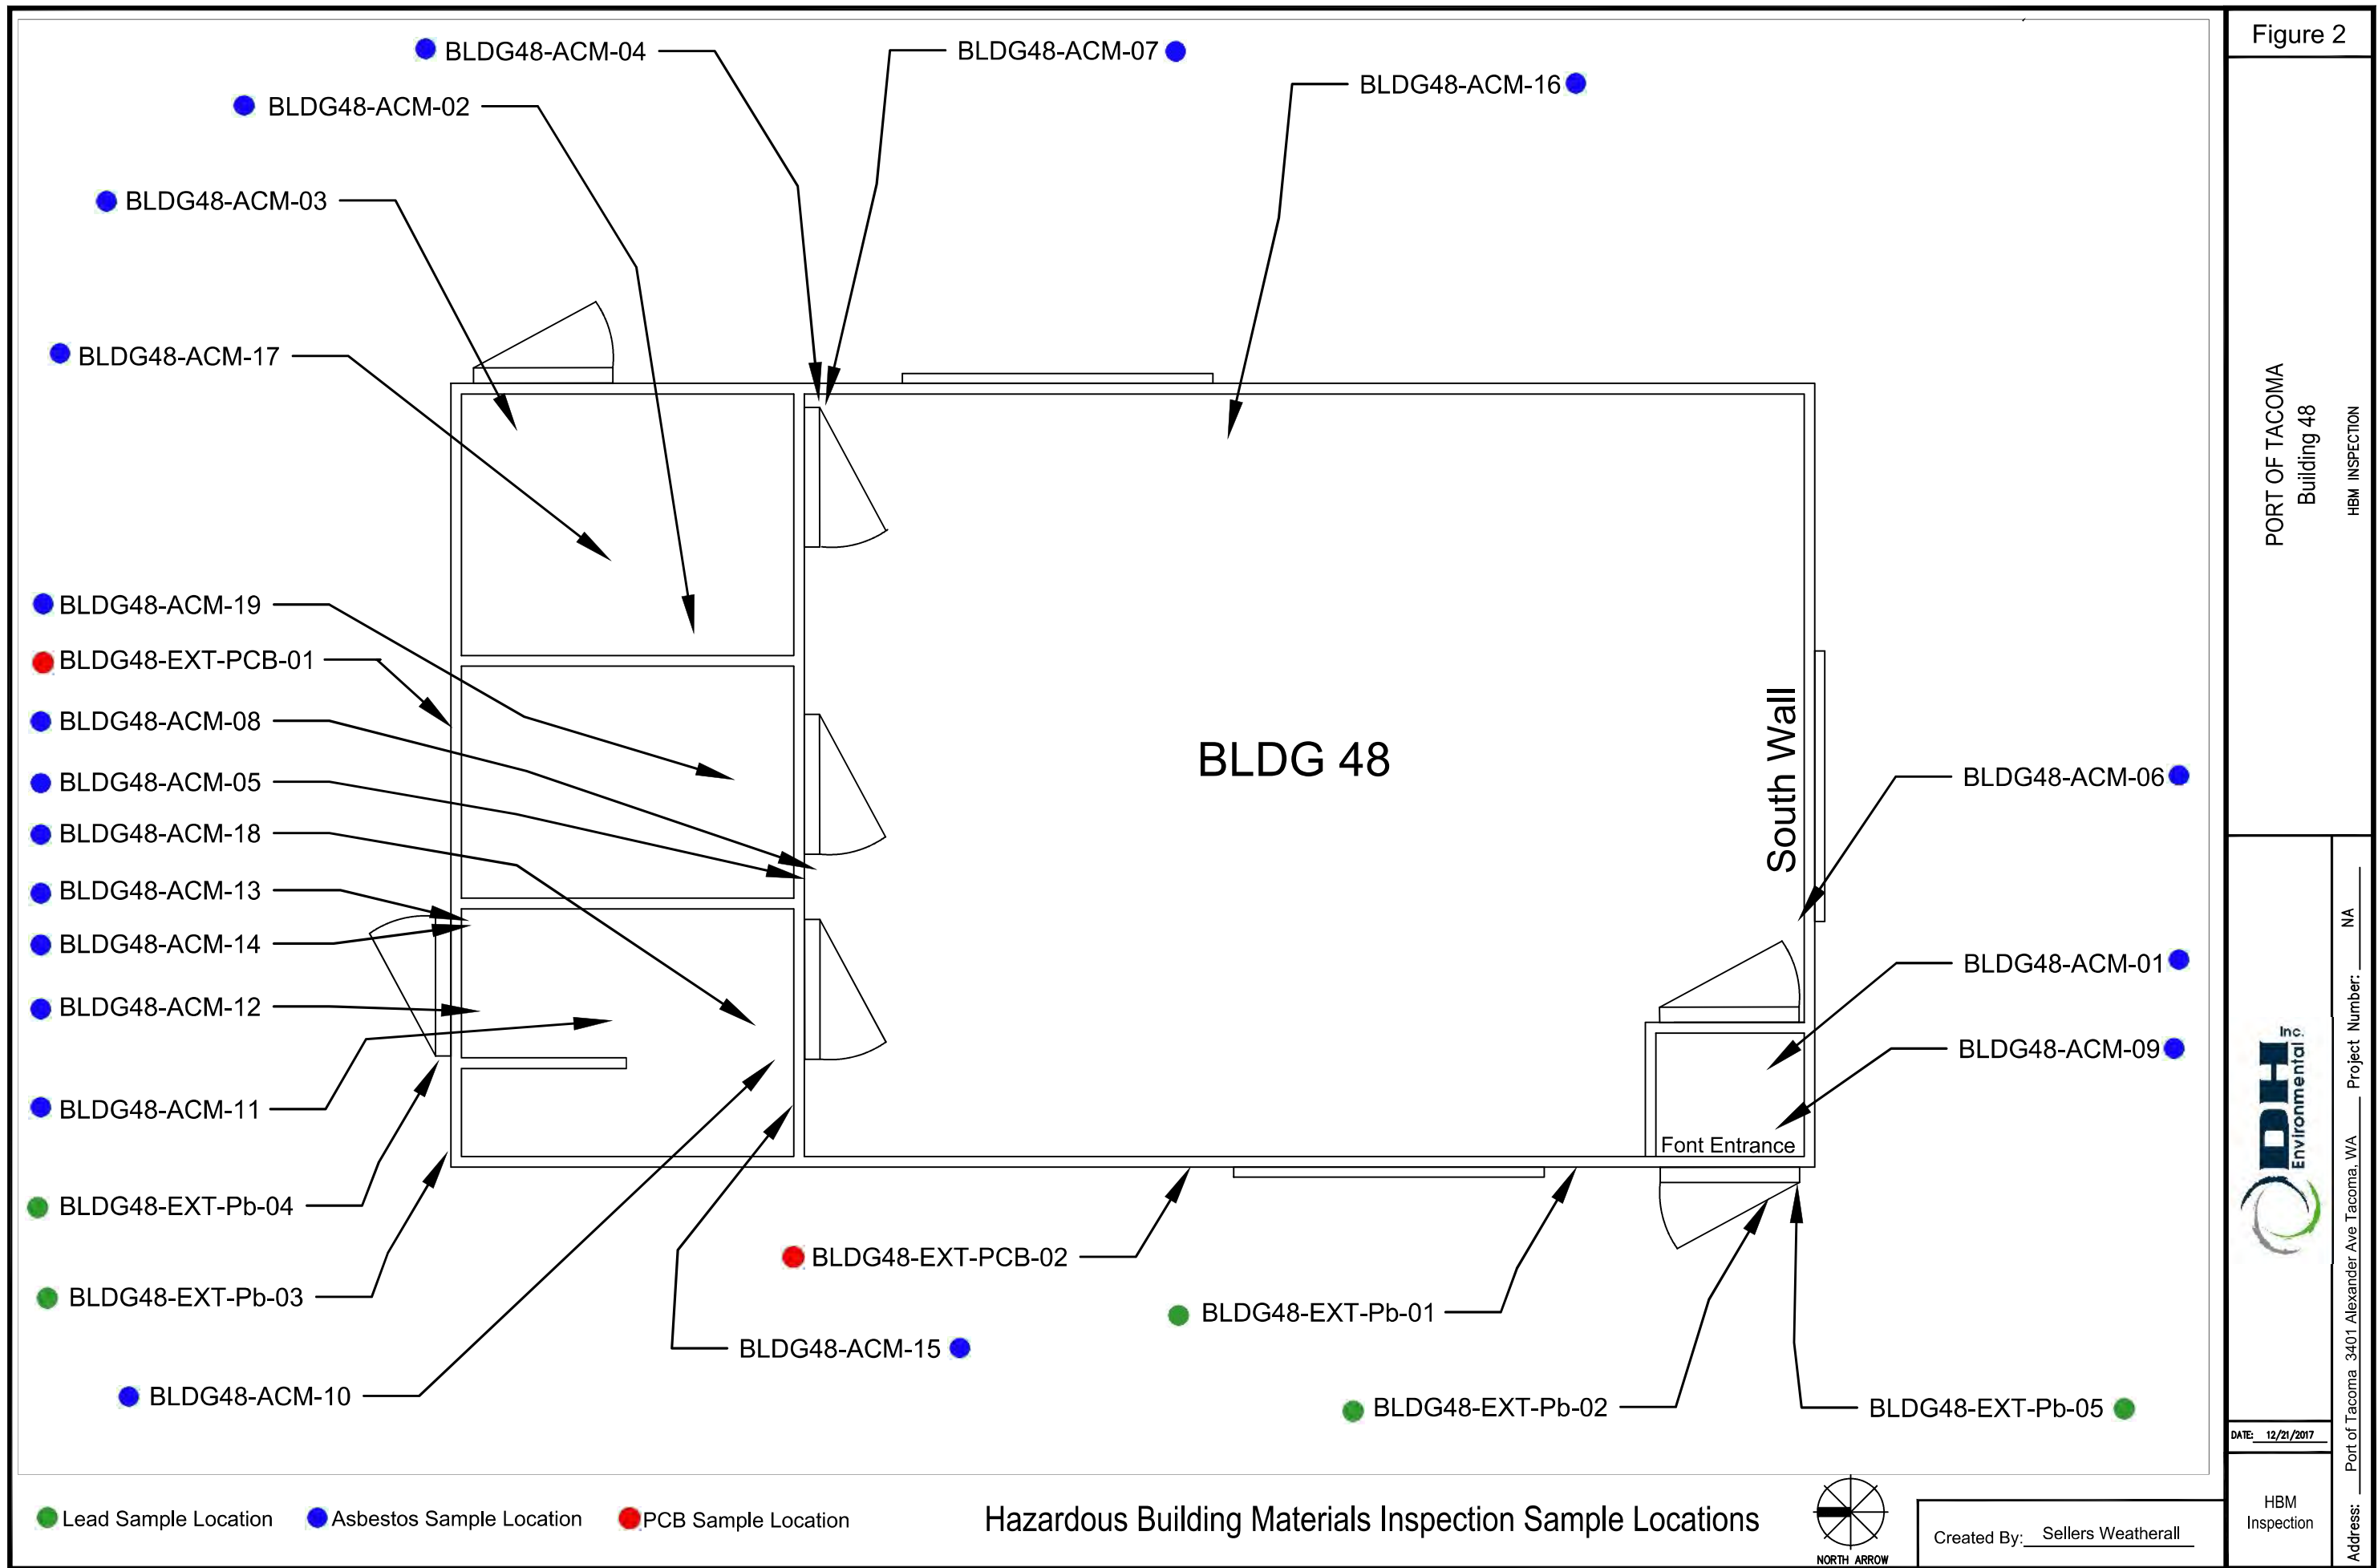 BLDG48-ACM-04
BLDG48-ACM-07
BLDG48-ACM-16
BLDG48-ACM-02
BLDG48-ACM-03
BLDG48-ACM-17
BLDG48-ACM-19
BLDG48-EXT-PCB-01
BLDG48-ACM-08
BLDG48-ACM-05
BLDG48-ACM-18
BLDG48-ACM-13
BLDG48-ACM-14
BLDG48-ACM-12
BLDG48-ACM-11
BLDG48-EXT-Pb-04
BLDG48-EXT-Pb-03
BLDG48-ACM-10
BLDG 48
South Wall
BLDG48-ACM-06
BLDG48-ACM-01
BLDG48-ACM-09
Font Entrance
BLDG48-EXT-PCB-02
BLDG48-EXT-Pb-01
BLDG48-ACM-15
BLDG48-EXT-Pb-02
BLDG48-EXT-Pb-05
Lead Sample Location
Asbestos Sample Location
PCB Sample Location
Hazardous Building Materials Inspection Sample Locations
NORTH ARROW
Created By: Sellers Weatherall
Figure 2
PORT OF TACOMA
Building 48
HBM INSPECTION
DH
Environmental Inc.
Address: Port of Tacoma 3401 Alexander Ave Tacoma, WA Project Number: NA
DATE: 12/21/2017
HBM
Inspection